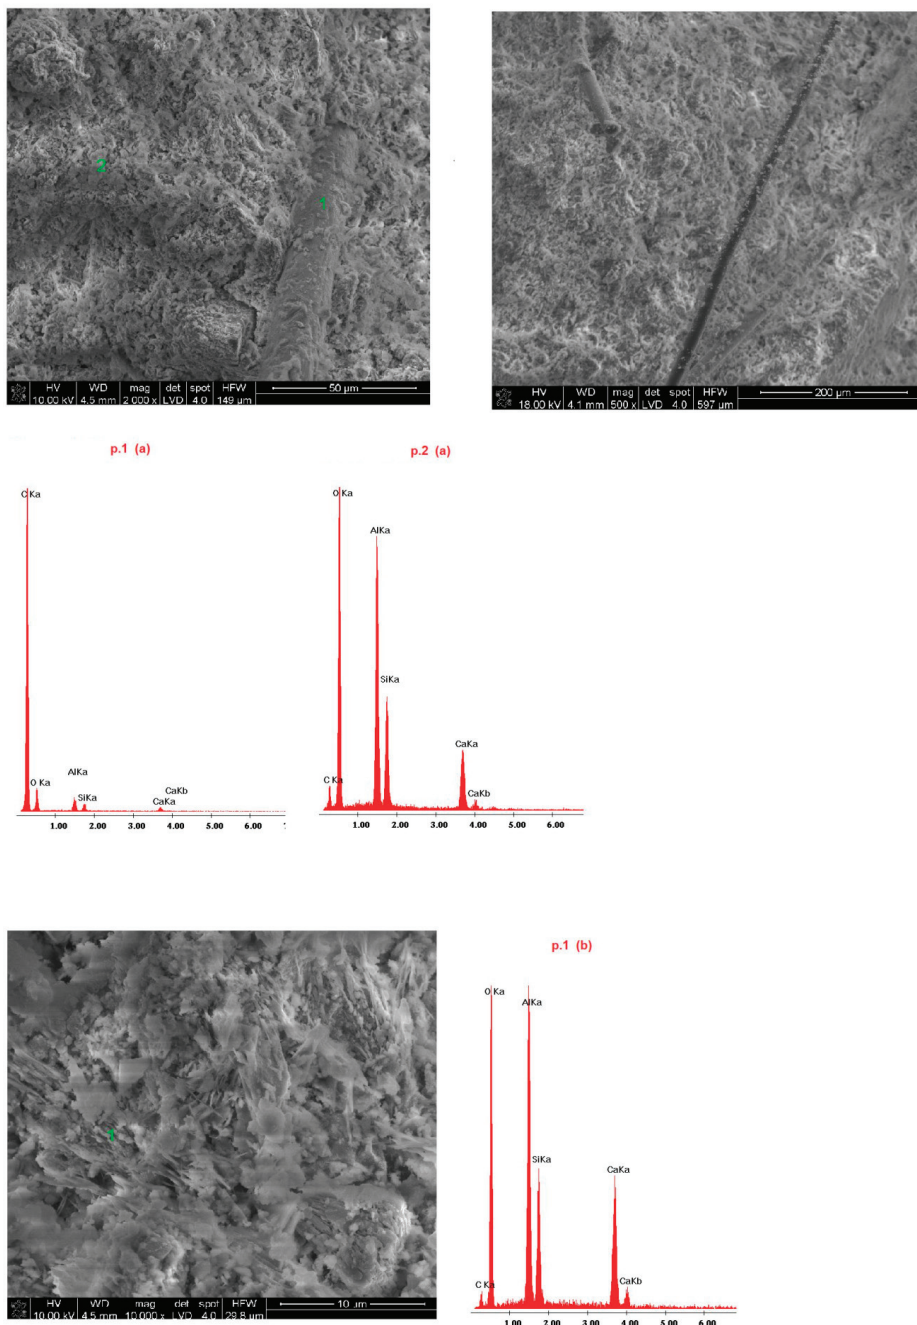 2
1
HV WD mag det spot HFW 50 µm
10.00 kV 4.5 mm 2 000 x LVD 4.0 149 µm
HV WD mag det spot HFW 200 µm
18.00 kV 4.1 mm 500 x LVD 4.0 597 µm
p.1 (a)
C Ka
O Ka
AlKa
SiKa
CaKa
CaKb
1.00 2.00 3.00 4.00 5.00 6.00
p.2 (a)
O Ka
AlKa
SiKa
C Ka
CaKa
CaKb
1.00 2.00 3.00 4.00 5.00 6.00
1
HV WD mag det spot HFW 10 µm
10.00 kV 4.5 mm 10 000 x LVD 4.0 29.8 µm
p.1 (b)
O Ka
AlKa
SiKa
CaKa
C Ka
CaKb
1.00 2.00 3.00 4.00 5.00 6.00